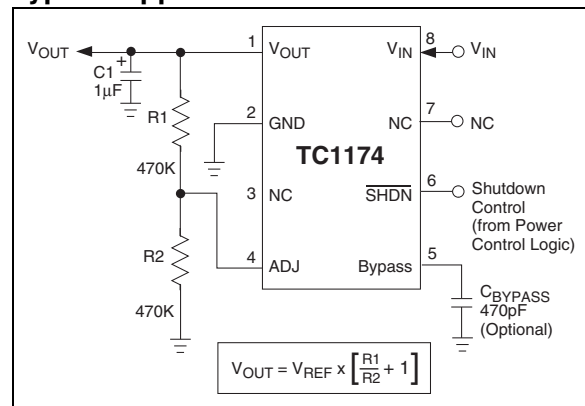 VOUT
C1
1µF
+
R1
470K
R2
470K
1
VOUT
2
GND
3
NC
4
ADJ
TC1174
VIN
8
VIN
NC
7
NC
SHDN
6
Shutdown
Control
(from Power
Control Logic)
Bypass
5
CBYPASS
470pF
(Optional)
VOUT = VREF x [R1/R2 + 1]